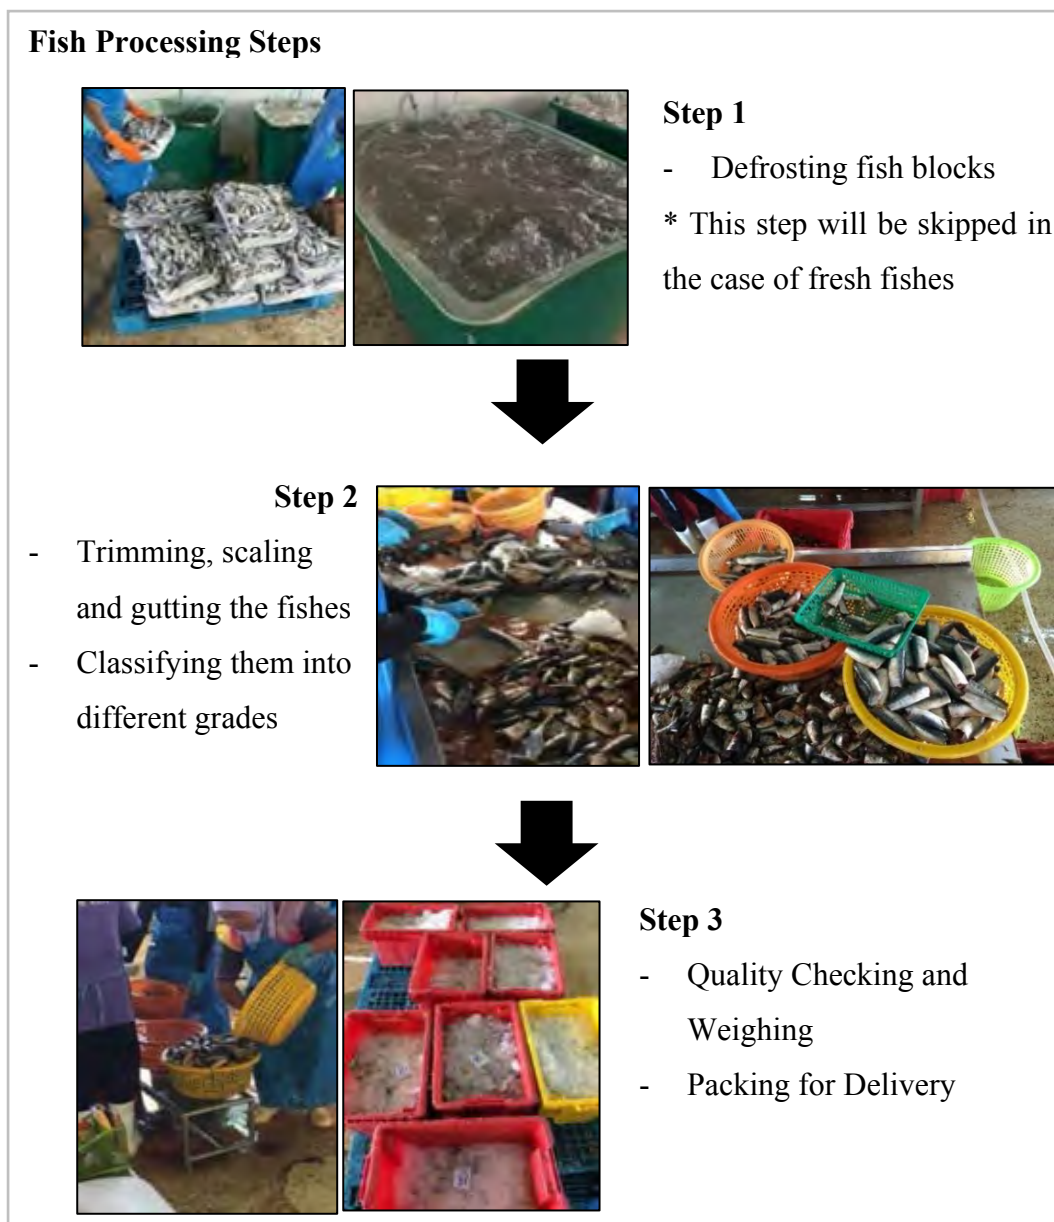 Fish Processing Steps
Step 1
- Defrosting fish blocks
* This step will be skipped in
the case of fresh fishes
Step 2
- Trimming, scaling
and gutting the fishes
- Classifying them into
different grades
Step 3
- Quality Checking and
Weighing
- Packing for Delivery